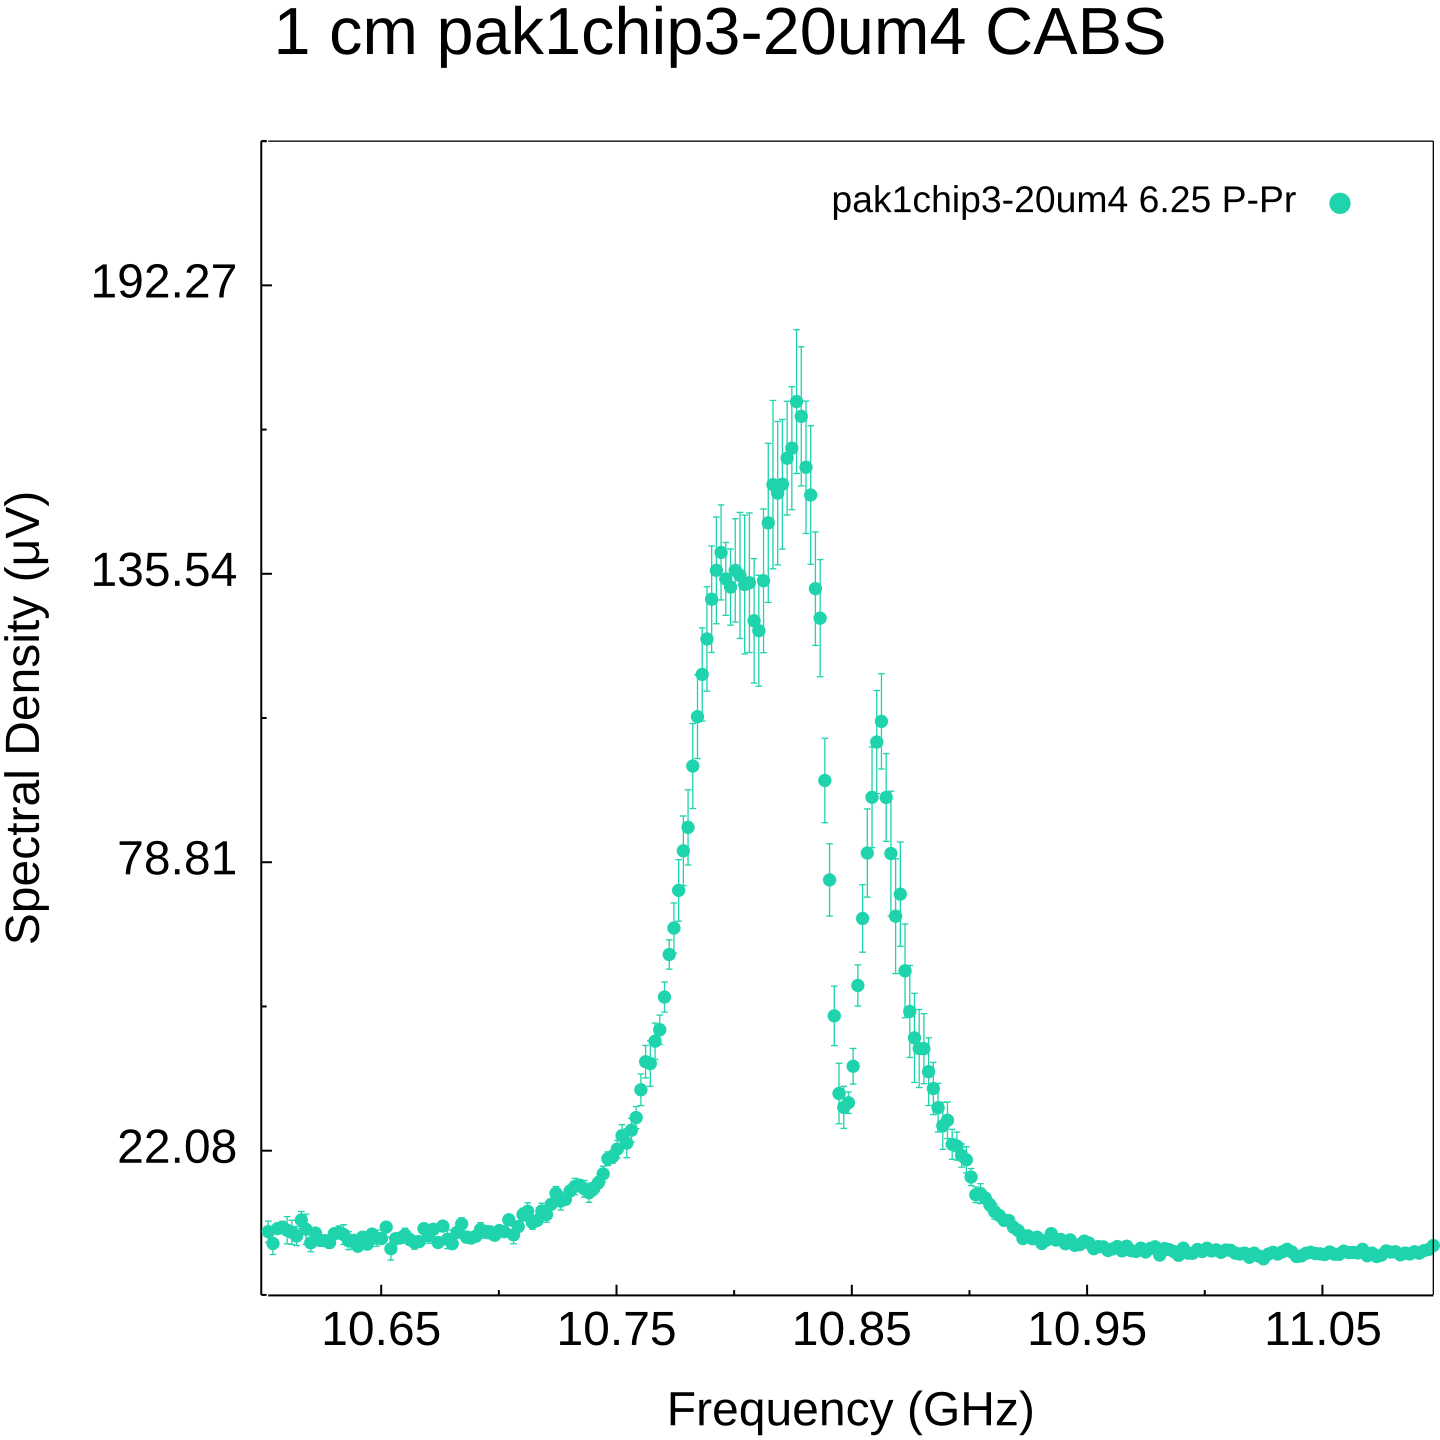 1 cm pak1chip3-20um4 CABS
pak1chip3-20um4 6.25 P-Pr
192.27
135.54
78.81
22.08
Spectral Density (μV)
10.65
10.75
10.85
10.95
11.05
Frequency (GHz)